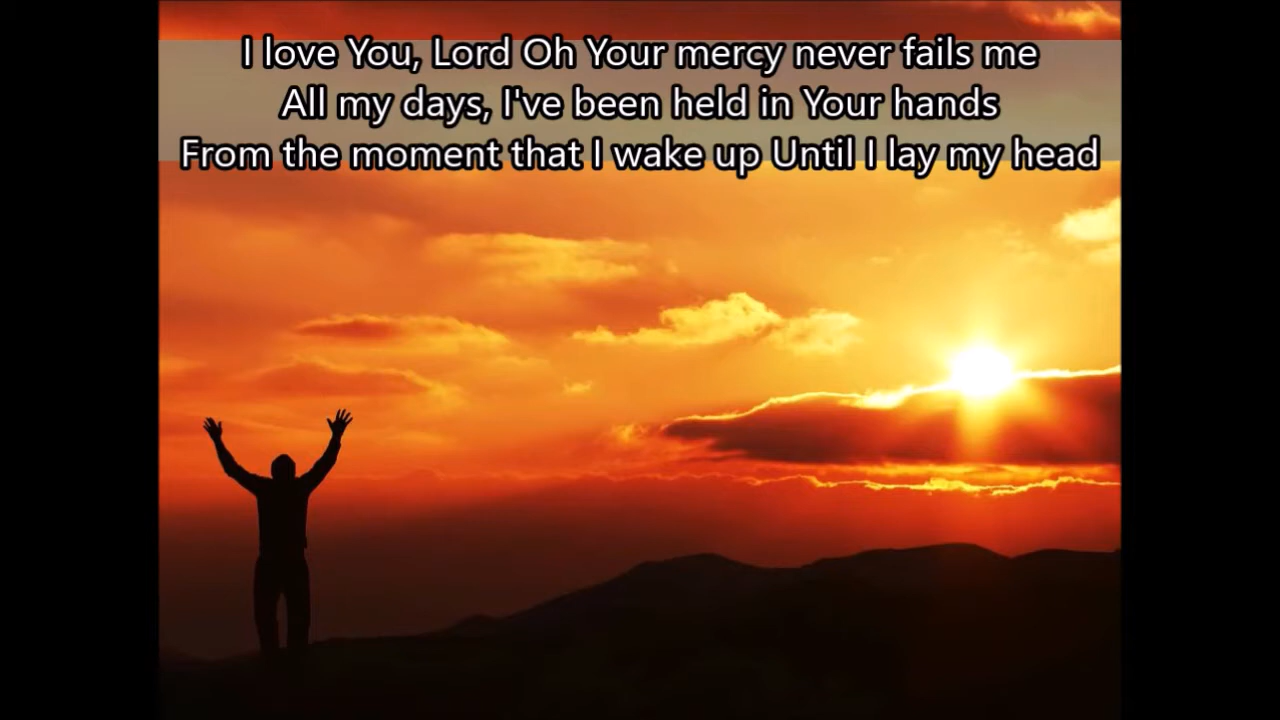 I love You, Lord Oh Your mercy never fails me
All my days, I've been held in Your hands
From the moment that I wake up Until I lay my head